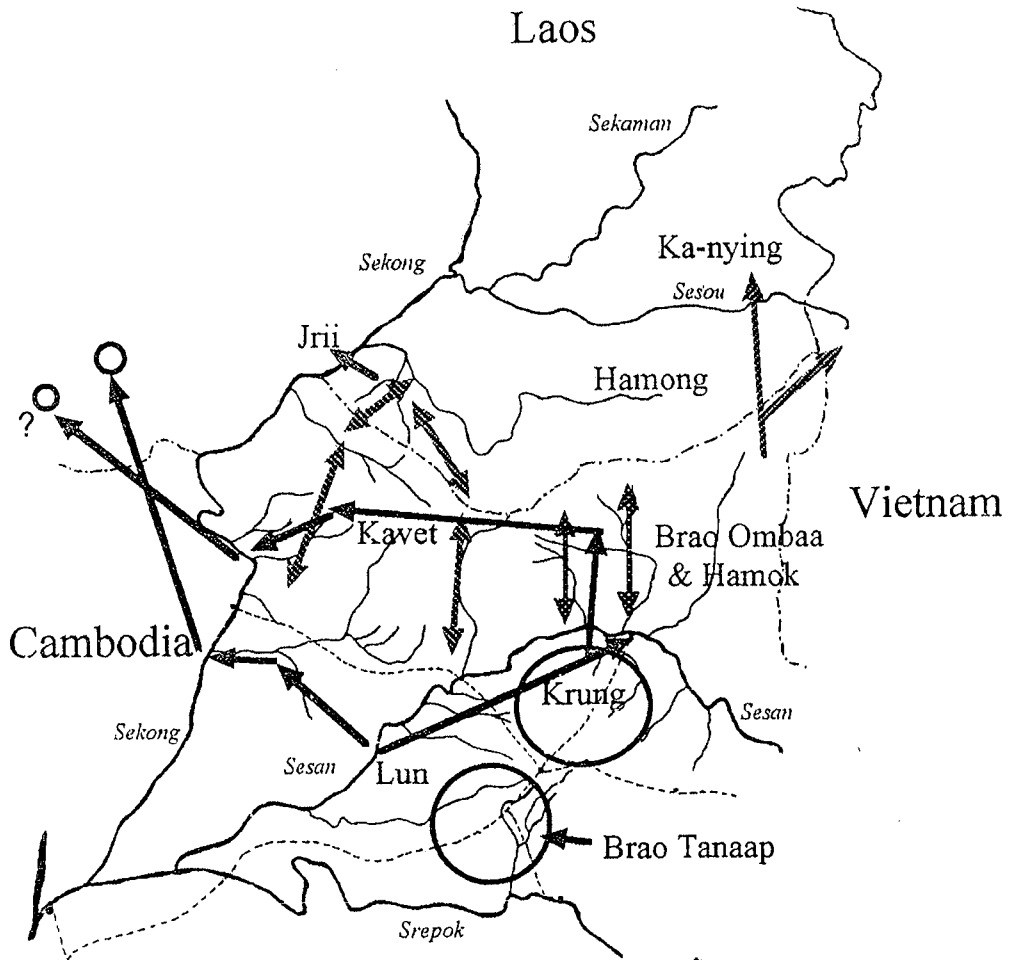 Laos
Sekaman
Ka-nying
Sekong
Sesou
Jrii
Hamong
?
Vietnam
Kavet
Brao Ombaa
& Hamok
Cambodia
Krung
Sekong
Sesan
Sesan
Lun
Brao Tanaap
Srepok